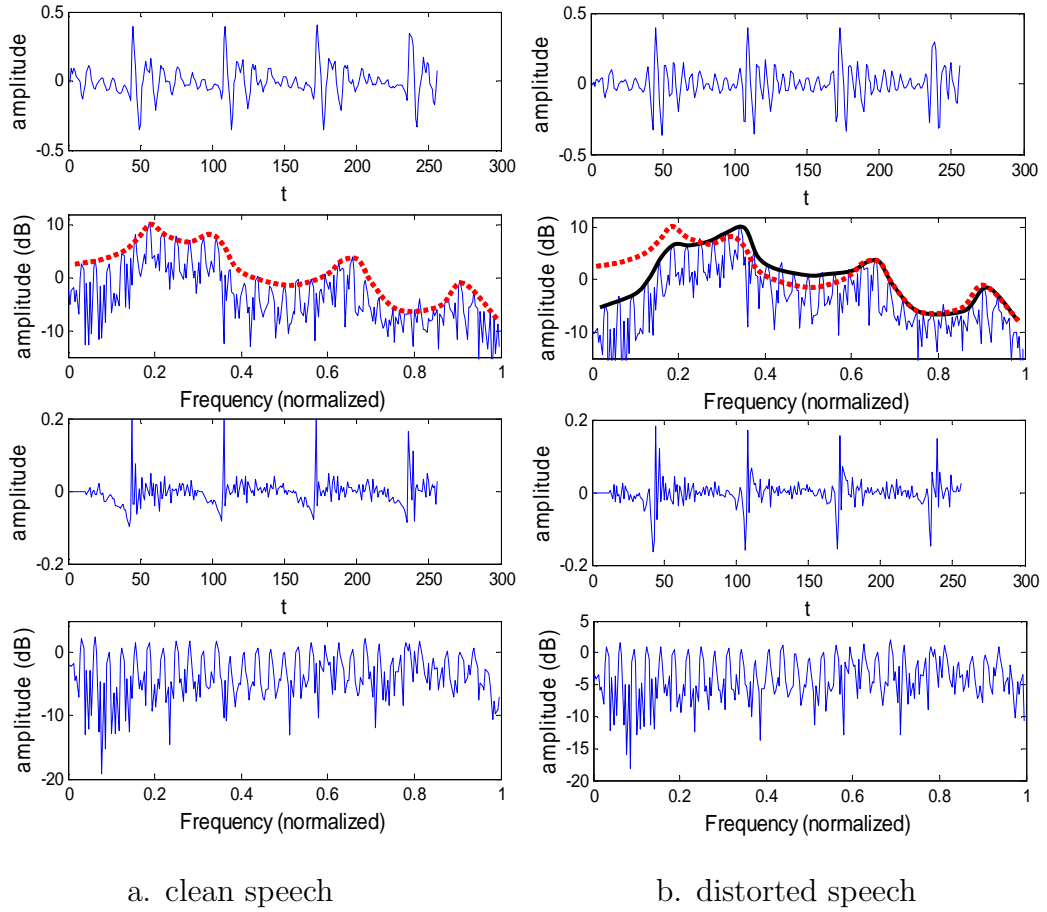 0.5
0
-0.5
amplitude
0 50 100 150 200 250 300
t
10
0
-10
amplitude (dB)
0 0.2 0.4 0.6 0.8 1
Frequency (normalized)
0.2
0
-0.2
amplitude
0 50 100 150 200 250 300
t
0
-5
-10
-20
amplitude (dB)
0 0.2 0.4 0.6 0.8 1
Frequency (normalized)
a. clean speech
0.5
0
-0.5
amplitude
0 50 100 150 200 250 300
t
10
0
-10
amplitude (dB)
0 0.2 0.4 0.6 0.8 1
Frequency (normalized)
0.2
0
-0.2
amplitude
0 50 100 150 200 250 300
t
5
0
-5
-10
-15
-20
amplitude (dB)
0 0.2 0.4 0.6 0.8 1
Frequency (normalized)
b. distorted speech